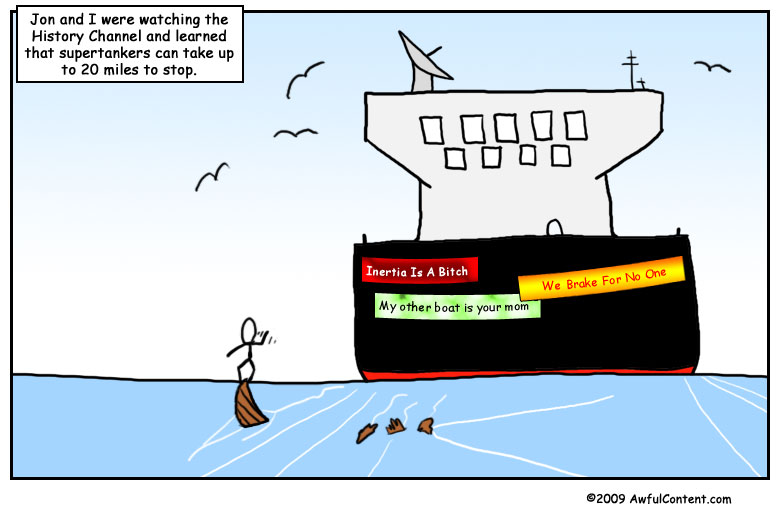 Jon and I were watching the
History Channel and learned
that supertankers can take up
to 20 miles to stop.
Inertia Is A Bitch
We Brake For No One
My other boat is your mom
©2009 AwfulContent.com